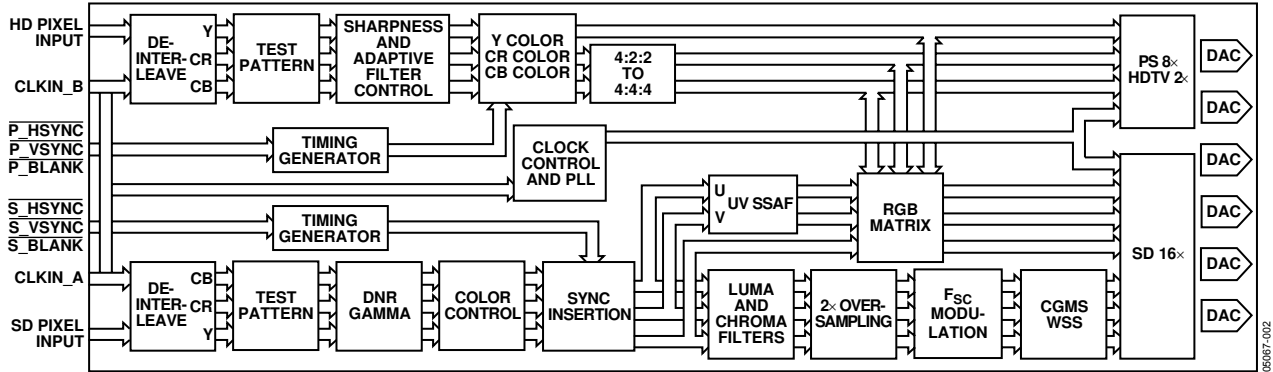 HD PIXEL
INPUT
CLKIN_B
P_HSYNC
P_VSYNC
P_BLANK
S_HSYNC
S_VSYNC
S_BLANK
CLKIN_A
SD PIXEL
INPUT
DE-
INTER-
LEAVE
Y
CR
CB
TEST
PATTERN
SHARPNESS
AND
ADAPTIVE
FILTER
CONTROL
Y COLOR
CR COLOR
CB COLOR
4:2:2
TO
4:4:4
PS 8×
HDTV 2×
TIMING
GENERATOR
CLOCK
CONTROL
AND PLL
TIMING
GENERATOR
U
V
UV SSAF
RGB
MATRIX
SD 16×
DE-
INTER-
LEAVE
CB
CR
Y
TEST
PATTERN
DNR
GAMMA
COLOR
CONTROL
SYNC
INSERTION
LUMA
AND
CHROMA
FILTERS
2× OVER-
SAMPLING
FSC
MODU-
LATION
CGMS
WSS
DAC
DAC
DAC
DAC
DAC
DAC
05067-002